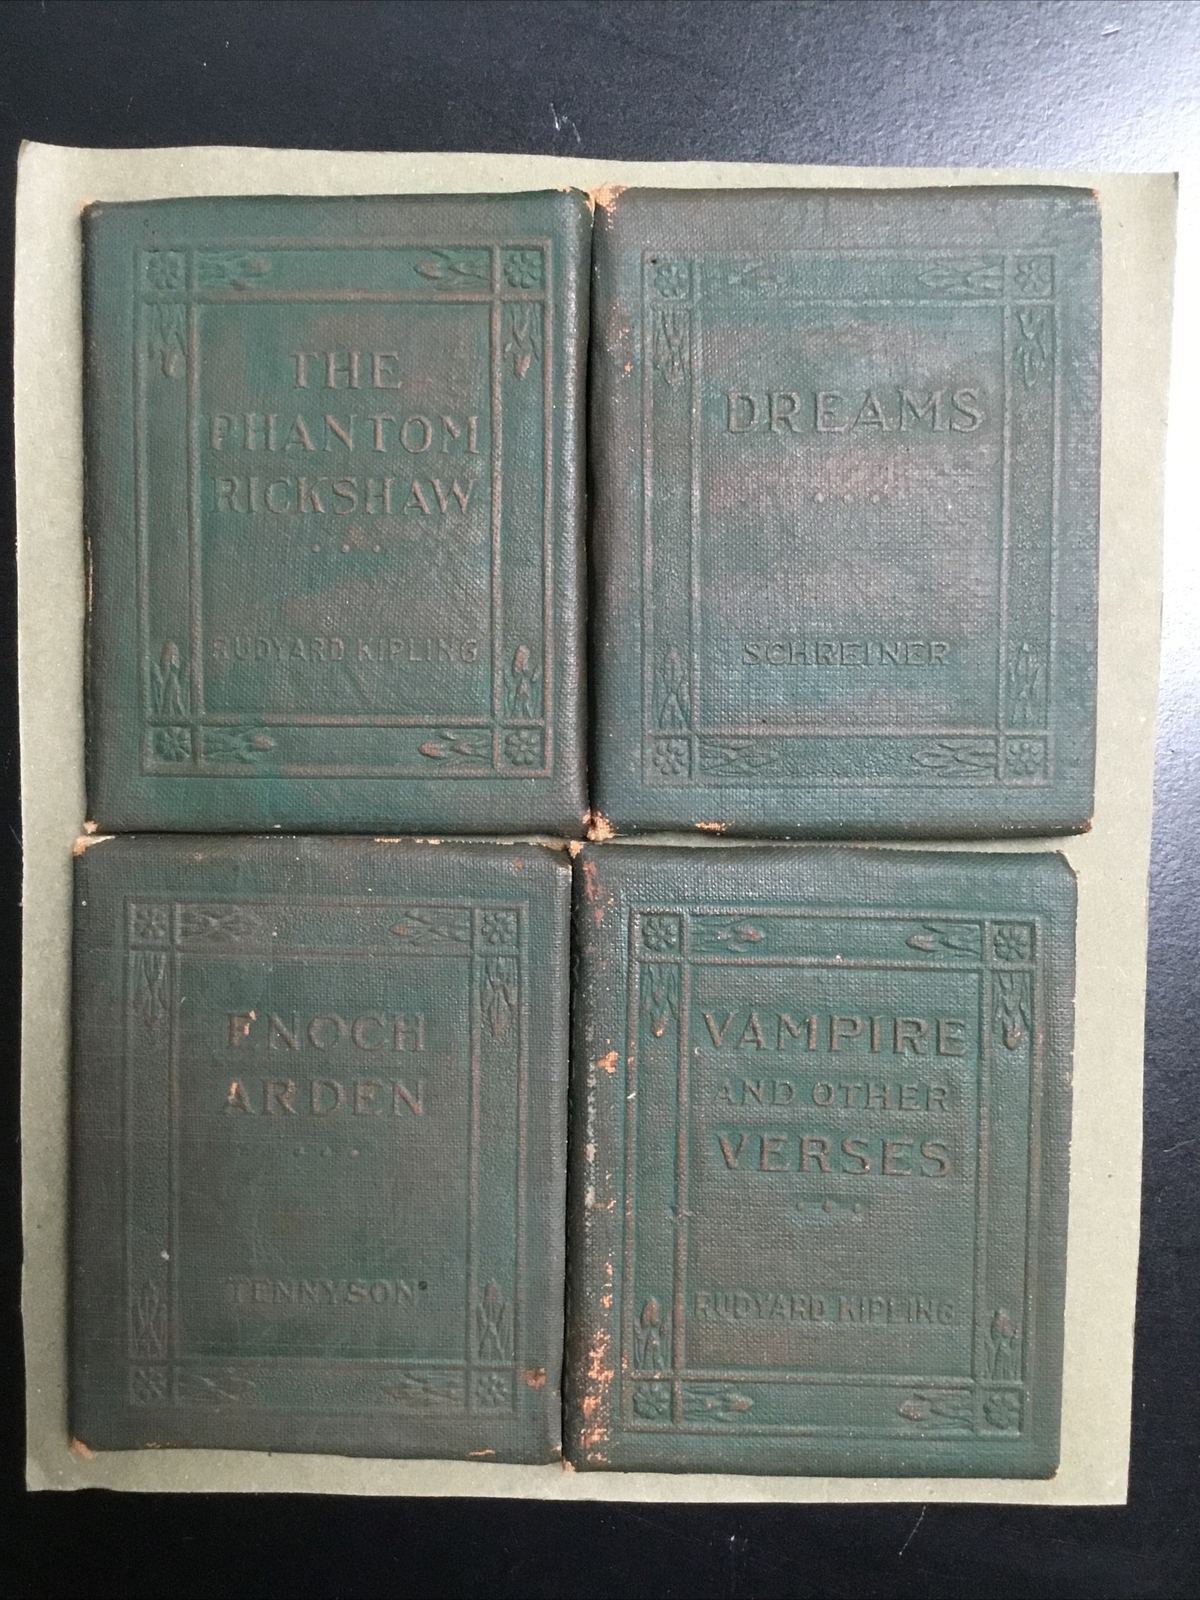 THE
PHANTOM
RICKSHAW
RUDYARD KIPLING
DREAMS
SCHREINER
ENOCH
ARDEN
TENNYSON
VAMPIRE
AND OTHER
VERSES
RUDYARD KIPLING